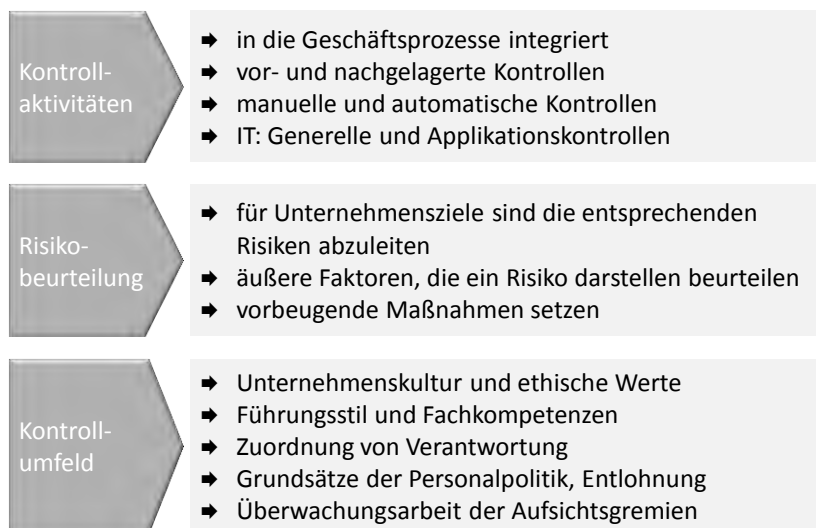 Kontroll-
aktivitäten
➡ in die Geschäftsprozesse integriert
➡ vor- und nachgelagerte Kontrollen
➡ manuelle und automatische Kontrollen
➡ IT: Generelle und Applikationskontrollen
Risiko-
beurteilung
➡ für Unternehmensziele sind die entsprechenden
Risiken abzuleiten
➡ äußere Faktoren, die ein Risiko darstellen beurteilen
➡ vorbeugende Maßnahmen setzen
Kontroll-
umfeld
➡ Unternehmenskultur und ethische Werte
➡ Führungsstil und Fachkompetenzen
➡ Zuordnung von Verantwortung
➡ Grundsätze der Personalpolitik, Entlohnung
➡ Überwachungsarbeit der Aufsichtsgremien